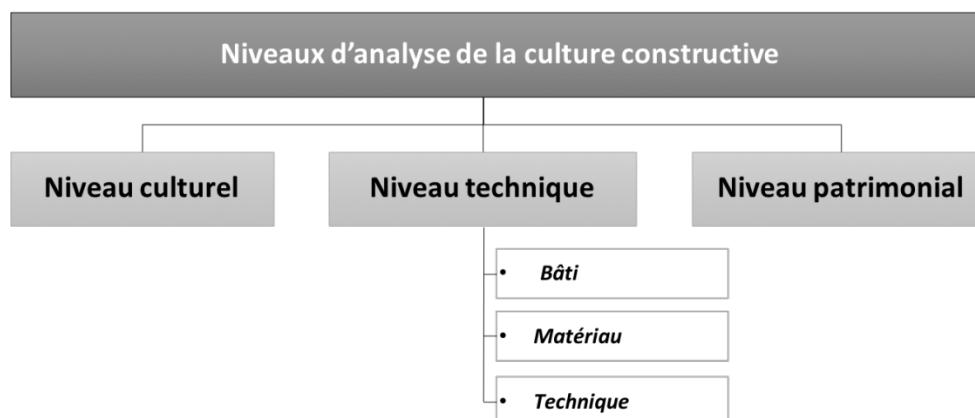 Niveaux d'analyse de la culture constructive
Niveau culturel
Niveau technique
Niveau patrimonial
• Bâti
• Matériau
• Technique